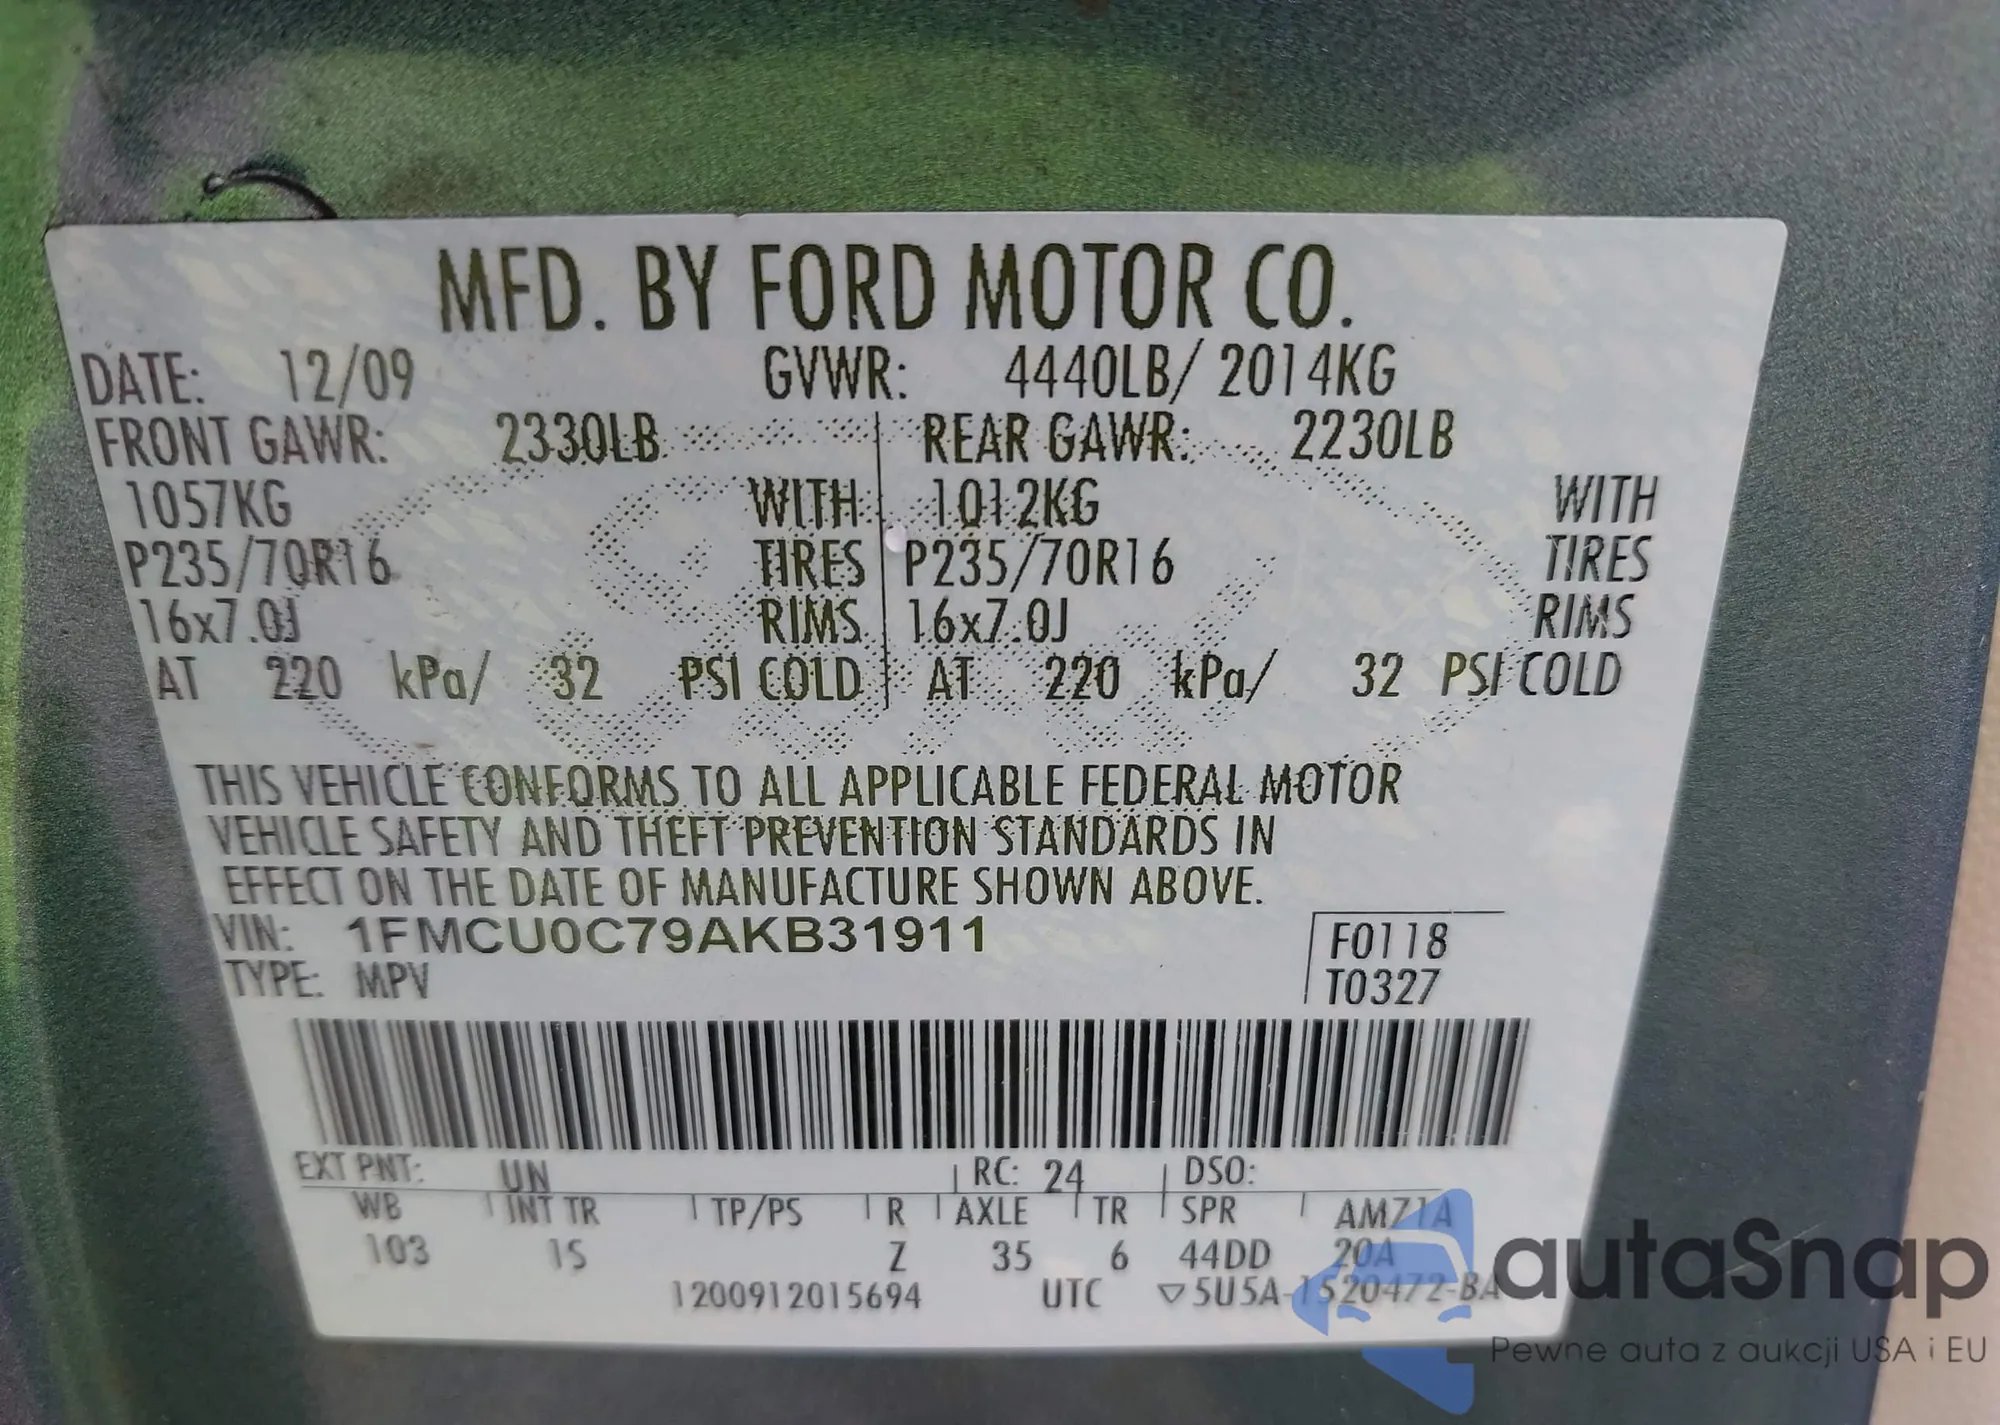 MFD. BY FORD MOTOR CO.
DATE: 12/09 GVWR: 4440LB/ 2014KG
FRONT GAWR: 2330LB REAR GAWR: 2230LB
1057KG WITH 1012KG WITH
P235/70R16 TIRES P235/70R16 TIRES
16x7.0J RIMS 16x7.0J RIMS
AT 220 kPa/ 32 PSI COLD AT 220 kPa/ 32 PSI COLD
THIS VEHICLE CONFORMS TO ALL APPLICABLE FEDERAL MOTOR
VEHICLE SAFETY AND THEFT PREVENTION STANDARDS IN
EFFECT ON THE DATE OF MANUFACTURE SHOWN ABOVE.
VIN: 1FMCU0C79AKB31911
TYPE: MPV
F0118
T0327
EXT PNT: UN RC: 24 DSO:
WB INT TR TP/PS R AXLE TR SPR AM71A
103 IS Z 35 6 44DD 20A
1200912015694 UTC ▽5U5A-1520472-BA
autaSnap
Pewne auta z aukcji USA i EU